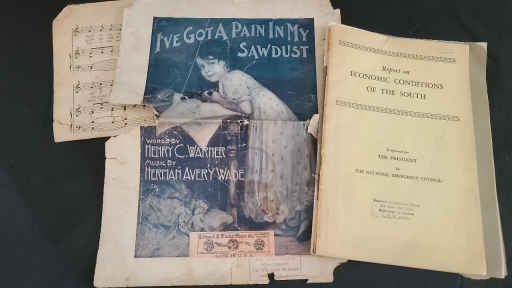 I'VE GOT A PAIN IN MY
SAWDUST
WORDS BY
HENRY C. WARNER
MUSIC BY
HERMAN AVERY WADE
Report on
ECONOMIC CONDITIONS
OF THE SOUTH
Prepared for
THE PRESIDENT
by
THE NATIONAL EMERGENCY COUNCIL